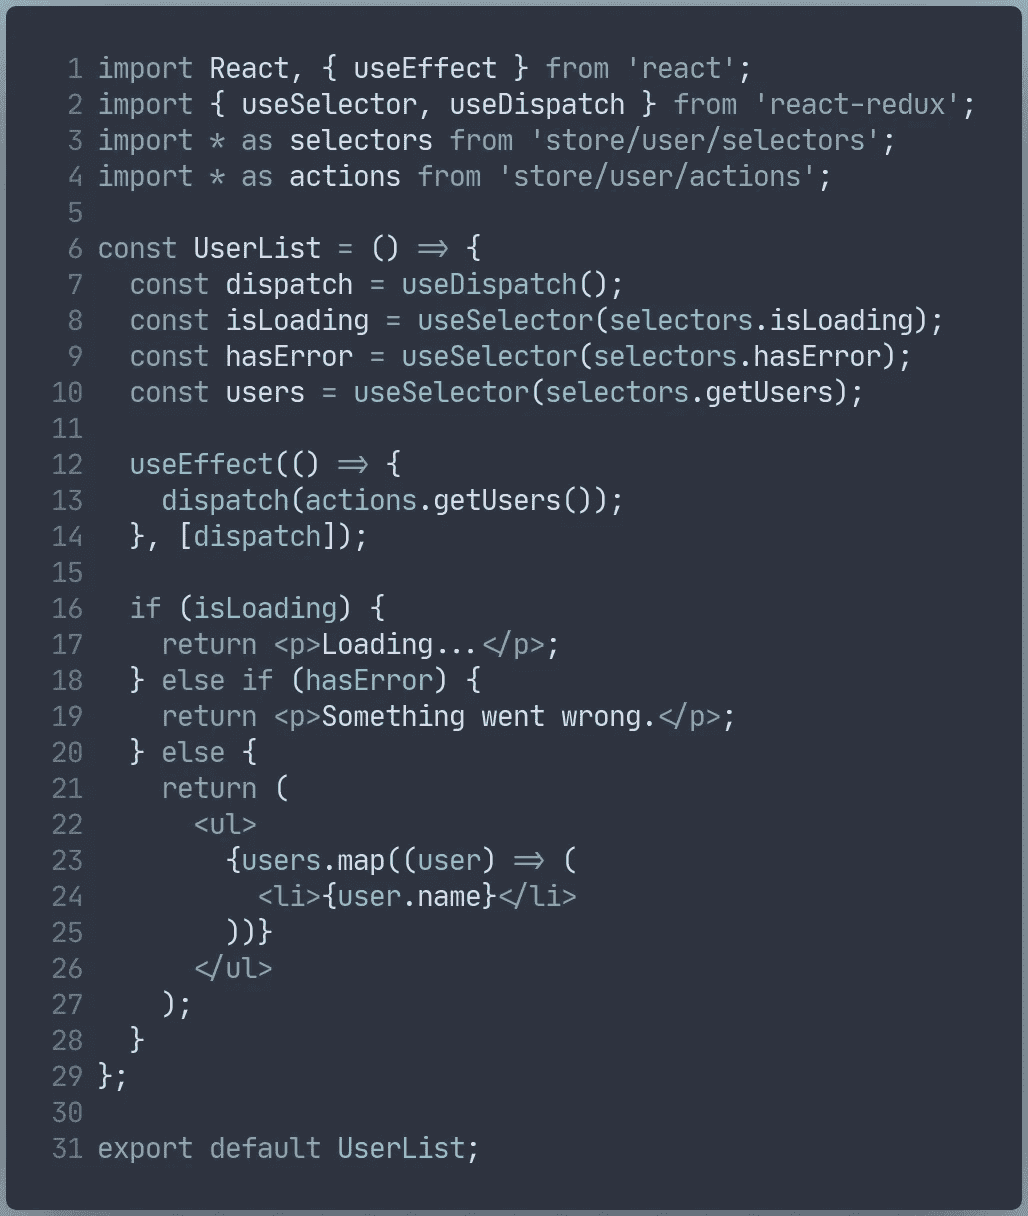 1 import React, { useEffect } from 'react';
2 import { useSelector, useDispatch } from 'react-redux';
3 import * as selectors from 'store/user/selectors';
4 import * as actions from 'store/user/actions';
5
6 const UserList = () => {
7   const dispatch = useDispatch();
8   const isLoading = useSelector(selectors.isLoading);
9   const hasError = useSelector(selectors.hasError);
10   const users = useSelector(selectors.getUsers);
11
12   useEffect(() => {
13     dispatch(actions.getUsers());
14   }, [dispatch]);
15
16   if (isLoading) {
17     return <p>Loading...</p>;
18   } else if (hasError) {
19     return <p>Something went wrong.</p>;
20   } else {
21     return (
22       <ul>
23         {users.map((user) => (
24           <li>{user.name}</li>
25         ))}
26       </ul>
27     );
28   }
29 };
30
31 export default UserList;